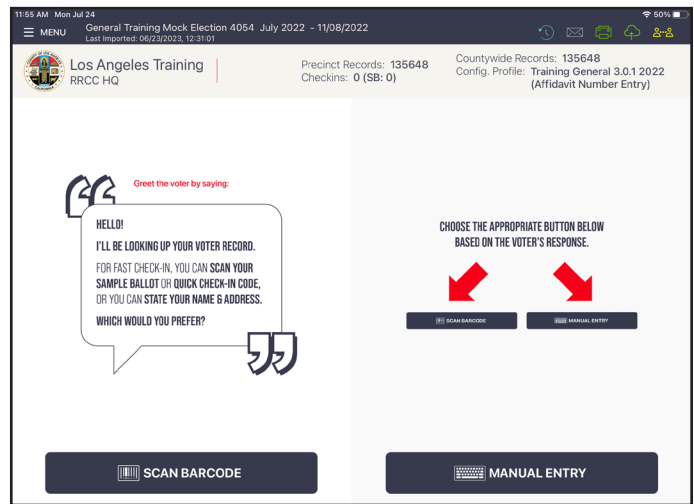 11:55 AM Mon Jul 24
50%
MENU
General Training Mock Election 4054 July 2022 - 11/08/2022
Last Imported: 06/23/2023, 12:31:01
Los Angeles Training
RRCC HQ
Precinct Records: 135648
Checkins: 0 (SB: 0)
Countywide Records: 135648
Config. Profile: Training General 3.0.1 2022
(Affidavit Number Entry)
Greet the voter by saying:
HELLO!
I'LL BE LOOKING UP YOUR VOTER RECORD.
FOR FAST CHECK-IN, YOU CAN SCAN YOUR
SAMPLE BALLOT OR QUICK CHECK-IN CODE,
OR YOU CAN STATE YOUR NAME & ADDRESS.
WHICH WOULD YOU PREFER?
CHOOSE THE APPROPRIATE BUTTON BELOW
BASED ON THE VOTER'S RESPONSE.
SCAN BARCODE
MANUAL ENTRY
SCAN BARCODE
MANUAL ENTRY